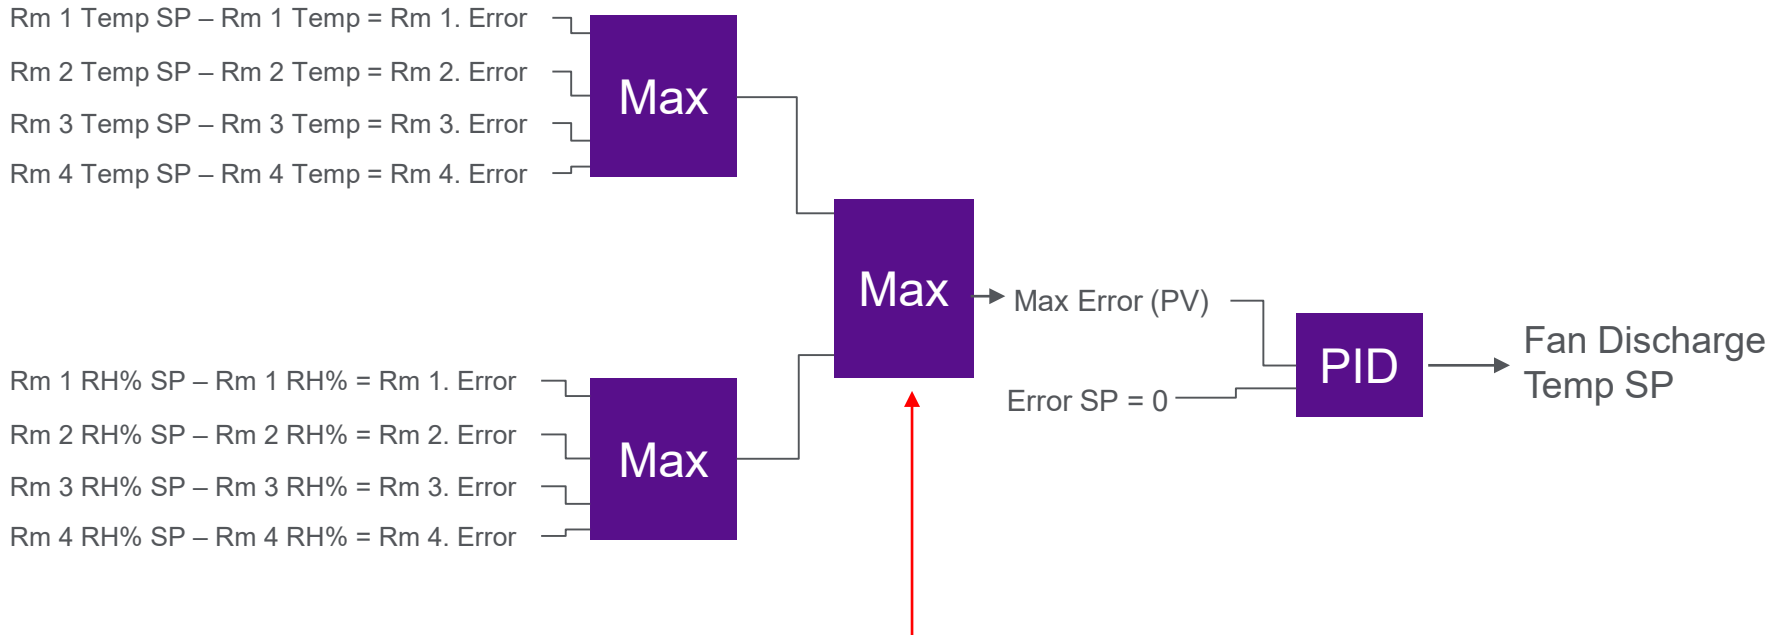 Rm 1 Temp SP – Rm 1 Temp = Rm 1. Error
Rm 2 Temp SP – Rm 2 Temp = Rm 2. Error
Rm 3 Temp SP – Rm 3 Temp = Rm 3. Error
Rm 4 Temp SP – Rm 4 Temp = Rm 4. Error
Max
Max
Max Error (PV)
Error SP = 0
PID
Fan Discharge
Temp SP
Rm 1 RH% SP – Rm 1 RH% = Rm 1. Error
Rm 2 RH% SP – Rm 2 RH% = Rm 2. Error
Rm 3 RH% SP – Rm 3 RH% = Rm 3. Error
Rm 4 RH% SP – Rm 4 RH% = Rm 4. Error
Max